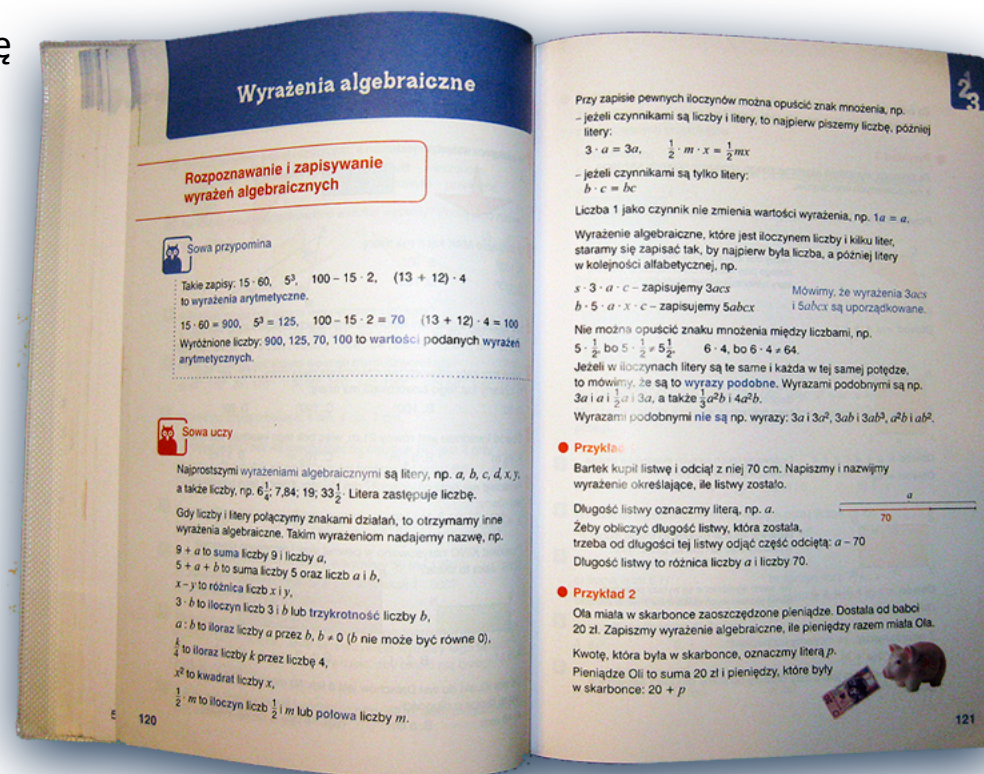 ę
Wyrażenia algebraiczne
Rozpoznawanie i zapisywanie
wyrażeń algebraicznych
Sowa przypomina
Takie zapisy: 15 · 60, 5³, 100 – 15 · 2, (13 + 12) · 4
to wyrażenia arytmetyczne.
15 · 60 = 900, 5³ = 125, 100 – 15 · 2 = 70 (13 + 12) · 4 = 100
Wyróżnione liczby: 900, 125, 70, 100 to wartości podanych wyrażeń
arytmetycznych.
Sowa uczy
Najprostszymi wyrażeniami algebraicznymi są litery, np. a, b, c, d, x, y,
a także liczby, np. 6 1/4; 7,84; 19; 33 1/2. Litera zastępuje liczbę.
Gdy liczby i litery połączymy znakami działań, to otrzymamy inne
wyrażenia algebraiczne. Takim wyrażeniom nadajemy nazwę, np.
9 + a to suma liczby 9 i liczby a,
5 + a + b to suma liczby 5 oraz liczb a i b,
x – y to różnica liczb x i y,
3 · b to iloczyn liczb 3 i b lub trzykrotność liczby b,
a : b to iloraz liczby a przez b, b ≠ 0 (b nie może być równe 0),
k/4 to iloraz liczby k przez liczbę 4,
x² to kwadrat liczby x,
1/2 · m to iloczyn liczb 1/2 i m lub połowa liczby m.
120
2 3
Przy zapisie pewnych iloczynów można opuścić znak mnożenia, np.
– jeżeli czynnikami są liczby i litery, to najpierw piszemy liczbę, później
litery:
3 · a = 3a, 1/2 · m · x = 1/2 mx
– jeżeli czynnikami są tylko litery:
b · c = bc
Liczba 1 jako czynnik nie zmienia wartości wyrażenia, np. 1a = a.
Wyrażenie algebraiczne, które jest iloczynem liczby i kilku liter,
staramy się zapisać tak, by najpierw była liczba, a później litery
w kolejności alfabetycznej, np.
s · 3 · a · c – zapisujemy 3acs
b · 5 · a · x · c – zapisujemy 5abcx
Mówimy, że wyrażenia 3acs
i 5abcx są uporządkowane.
Nie można opuścić znaku mnożenia między liczbami, np.
5 · 1/2, bo 5 · 1/2 ≠ 5 1/2, 6 · 4, bo 6 · 4 ≠ 64.
Jeżeli w iloczynach litery są te same i każda w tej samej potędze,
to mówimy, że są to wyrazy podobne. Wyrazami podobnymi są np.
3a i a i 1/2 a i 3a, a także 1/3 a²b i 4a²b.
Wyrazami podobnymi nie są np. wyrazy: 3a i 3a², 3ab i 3ab³, a²b i ab².
Przykład
Bartek kupił listwę i odciął z niej 70 cm. Napiszmy i nazwijmy
wyrażenie określające, ile listwy zostało.
Długość listwy oznaczmy literą, np. a.
a
70
Żeby obliczyć długość listwy, która została,
trzeba od długości tej listwy odjąć część odciętą: a – 70
Długość listwy to różnica liczby a i liczby 70.
Przykład 2
Ola miała w skarbonce zaoszczędzone pieniądze. Dostała od babci
20 zł. Zapiszmy wyrażenie algebraiczne, ile pieniędzy razem miała Ola.
Kwotę, która była w skarbonce, oznaczmy literą p.
Pieniądze Oli to suma 20 zł i pieniędzy, które były
w skarbonce: 20 + p
121